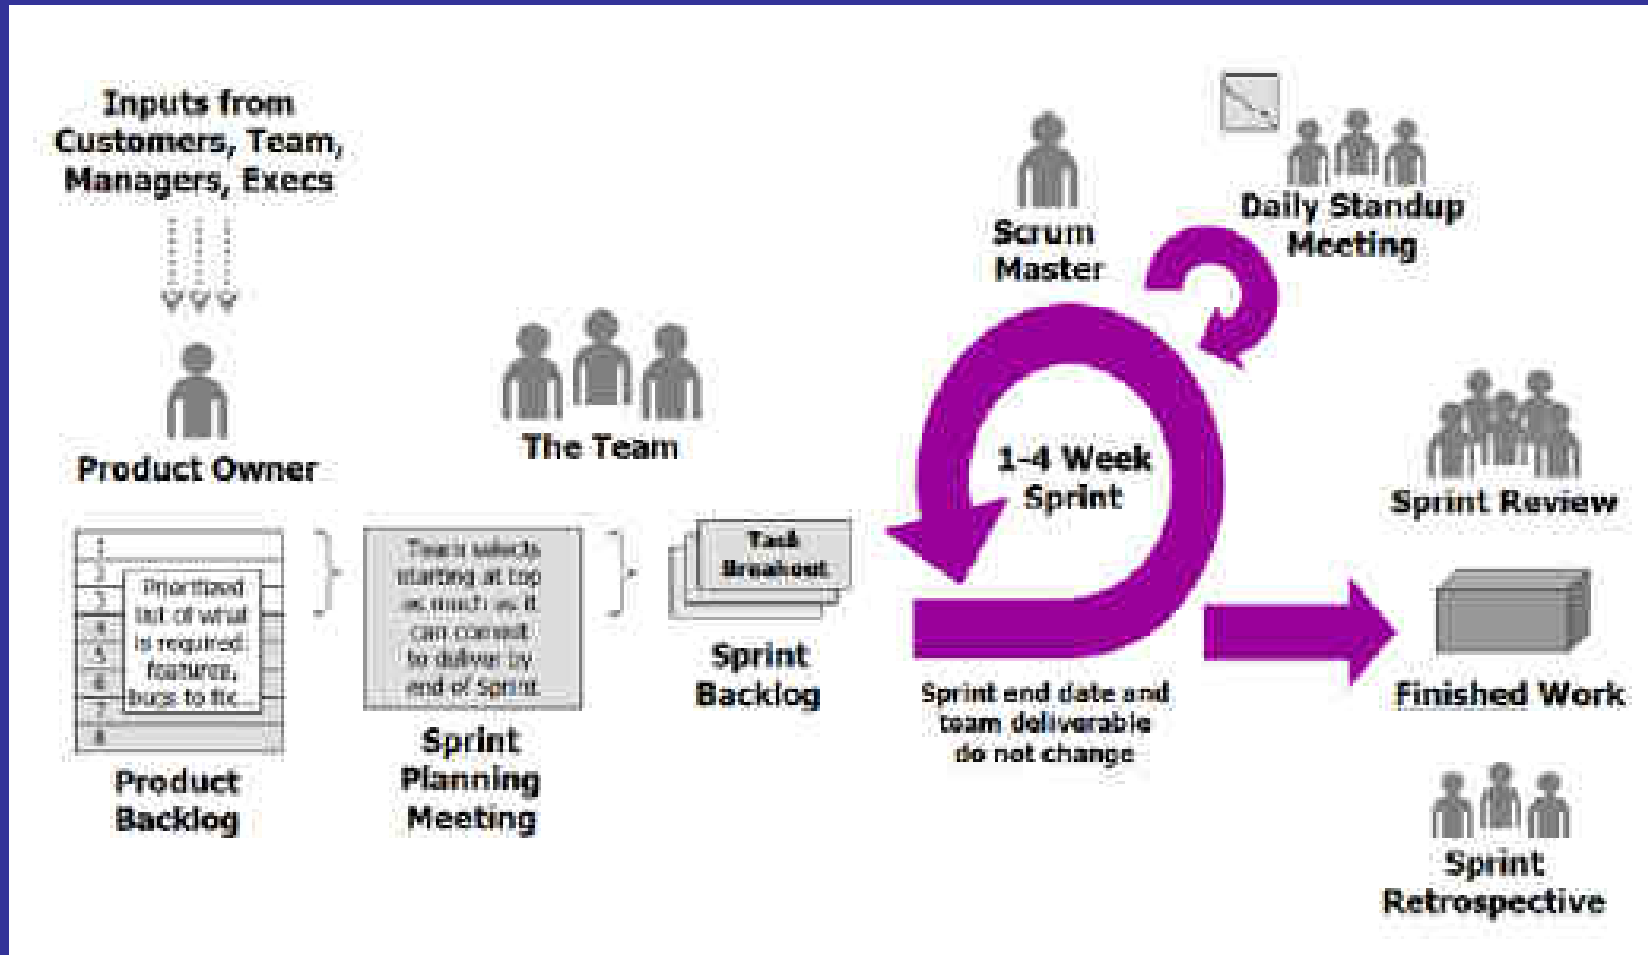 Inputs from
Customers, Team,
Managers, Execs
Product Owner
The Team
Scrum
Master
Daily Standup
Meeting
1-4 Week
Sprint
Sprint Review
1
2
3
4
5
6
7
8
Prioritized
list of what
is required:
features,
bugs to fix...
Product
Backlog
Team selects
starting at top
as much as it
can commit
to deliver by
end of Sprint
Sprint
Planning
Meeting
Task
Breakout
Sprint
Backlog
Sprint end date and
team deliverable
do not change
Finished Work
Sprint
Retrospective